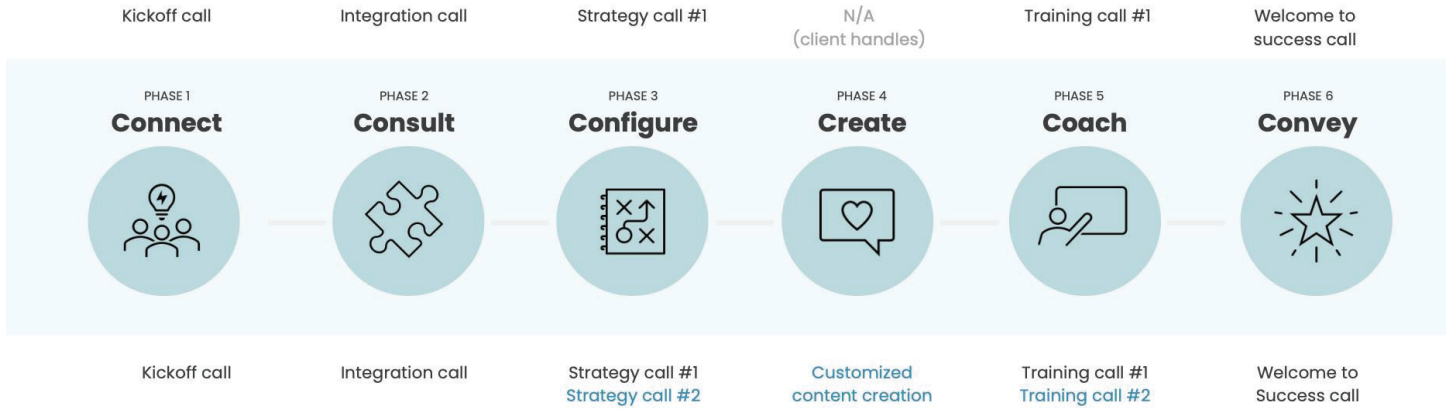 Kickoff call
Integration call
Strategy call #1
N/A
(client handles)
Training call #1
Welcome to
success call
PHASE 1
Connect
PHASE 2
Consult
PHASE 3
Configure
PHASE 4
Create
PHASE 5
Coach
PHASE 6
Convey
Kickoff call
Integration call
Strategy call #1
Strategy call #2
Customized
content creation
Training call #1
Training call #2
Welcome to
Success call